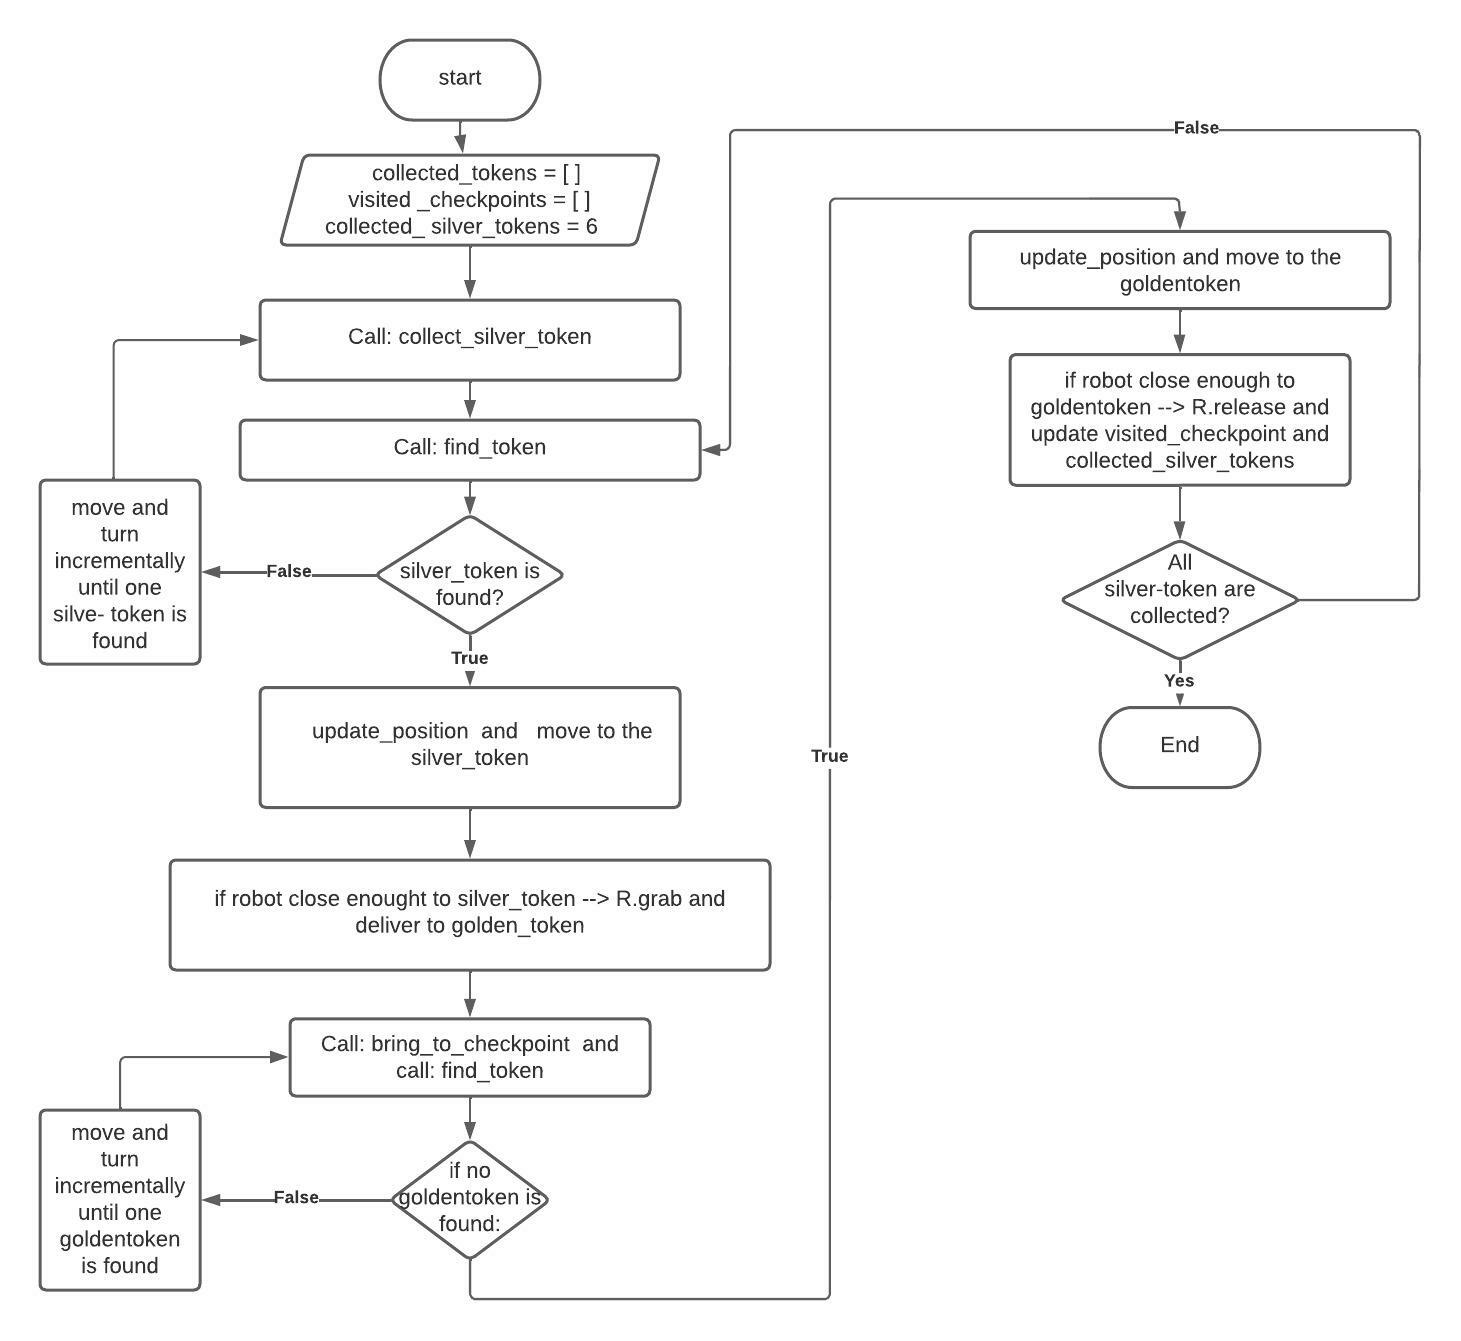 start
collected_tokens = [ ]
visited _checkpoints = [ ]
collected_ silver_tokens = 6
Call: collect_silver_token
Call: find_token
silver_token is
found?
False
move and
turn
incrementally
until one
silve- token is
found
True
update_position and move to the
silver_token
if robot close enought to silver_token --> R.grab and
deliver to golden_token
Call: bring_to_checkpoint and
call: find_token
if no
goldentoken is
found:
False
move and
turn
incrementally
until one
goldentoken
is found
True
update_position and move to the
goldentoken
if robot close enough to
goldentoken --> R.release and
update visited_checkpoint and
collected_silver_tokens
All
silver-token are
collected?
False
Yes
End